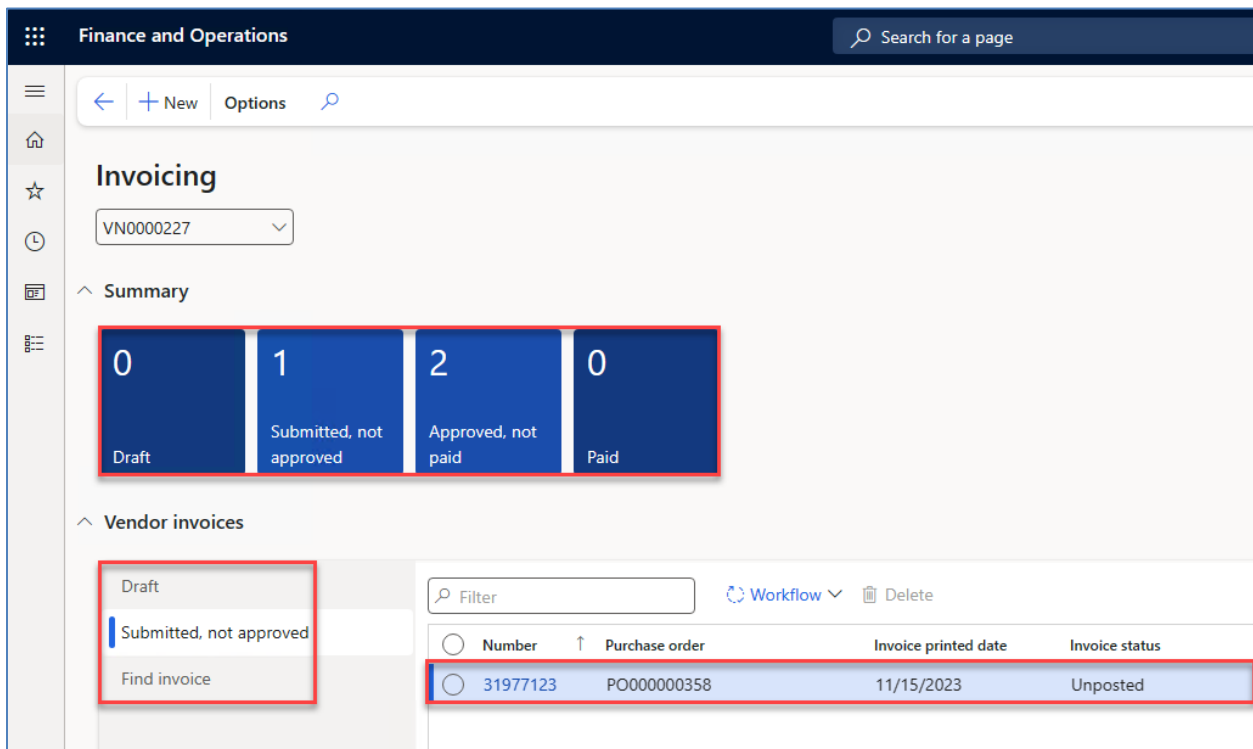 Finance and Operations
Search for a page
New
Options
Invoicing
VN0000227
Summary
0
Draft
1
Submitted, not
approved
2
Approved, not
paid
0
Paid
Vendor invoices
Draft
Submitted, not approved
Find invoice
Filter
Workflow
Delete
Number
Purchase order
Invoice printed date
Invoice status
31977123
PO000000358
11/15/2023
Unposted